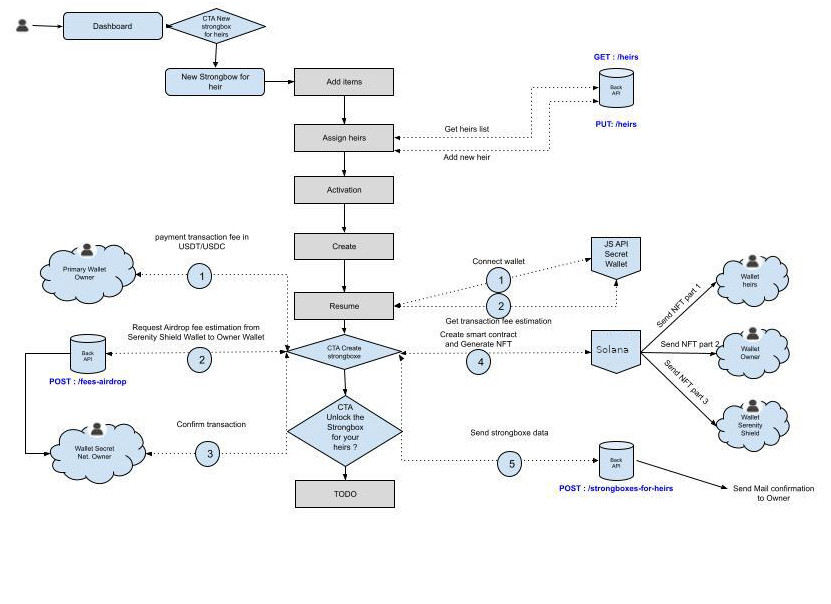 Dashboard
CTA New
strongbox
for heirs
New Strongbow for
heir
Add items
GET : /heirs
Back
API
PUT: /heirs
Get heirs list
Assign heirs
Add new heir
Activation
Create
Resume
payment transaction fee in
USDT/USDC
Primary Wallet
Owner
1
Connect wallet
1
2
Get transaction fee estimation
JS API
Secret
Wallet
Request Airdrop fee estimation from
Serenity Shield Wallet to Owner Wallet
Back
API
2
POST : /fees-airdrop
CTA Create
strongboxe
Create smart contract
and Generate NFT
4
Solana
Send NFT part 1
Send NFT part 2
Send NFT part 3
Wallet
heirs
Wallet
Owner
Wallet
Serenity
Shield
Confirm transaction
3
Wallet Secret
Net. Owner
CTA
Unlock the
Strongbox
for your
heirs ?
Send strongboxe data
5
Back
API
POST : /strongboxes-for-heirs
Send Mail confirmation
to Owner
TODO